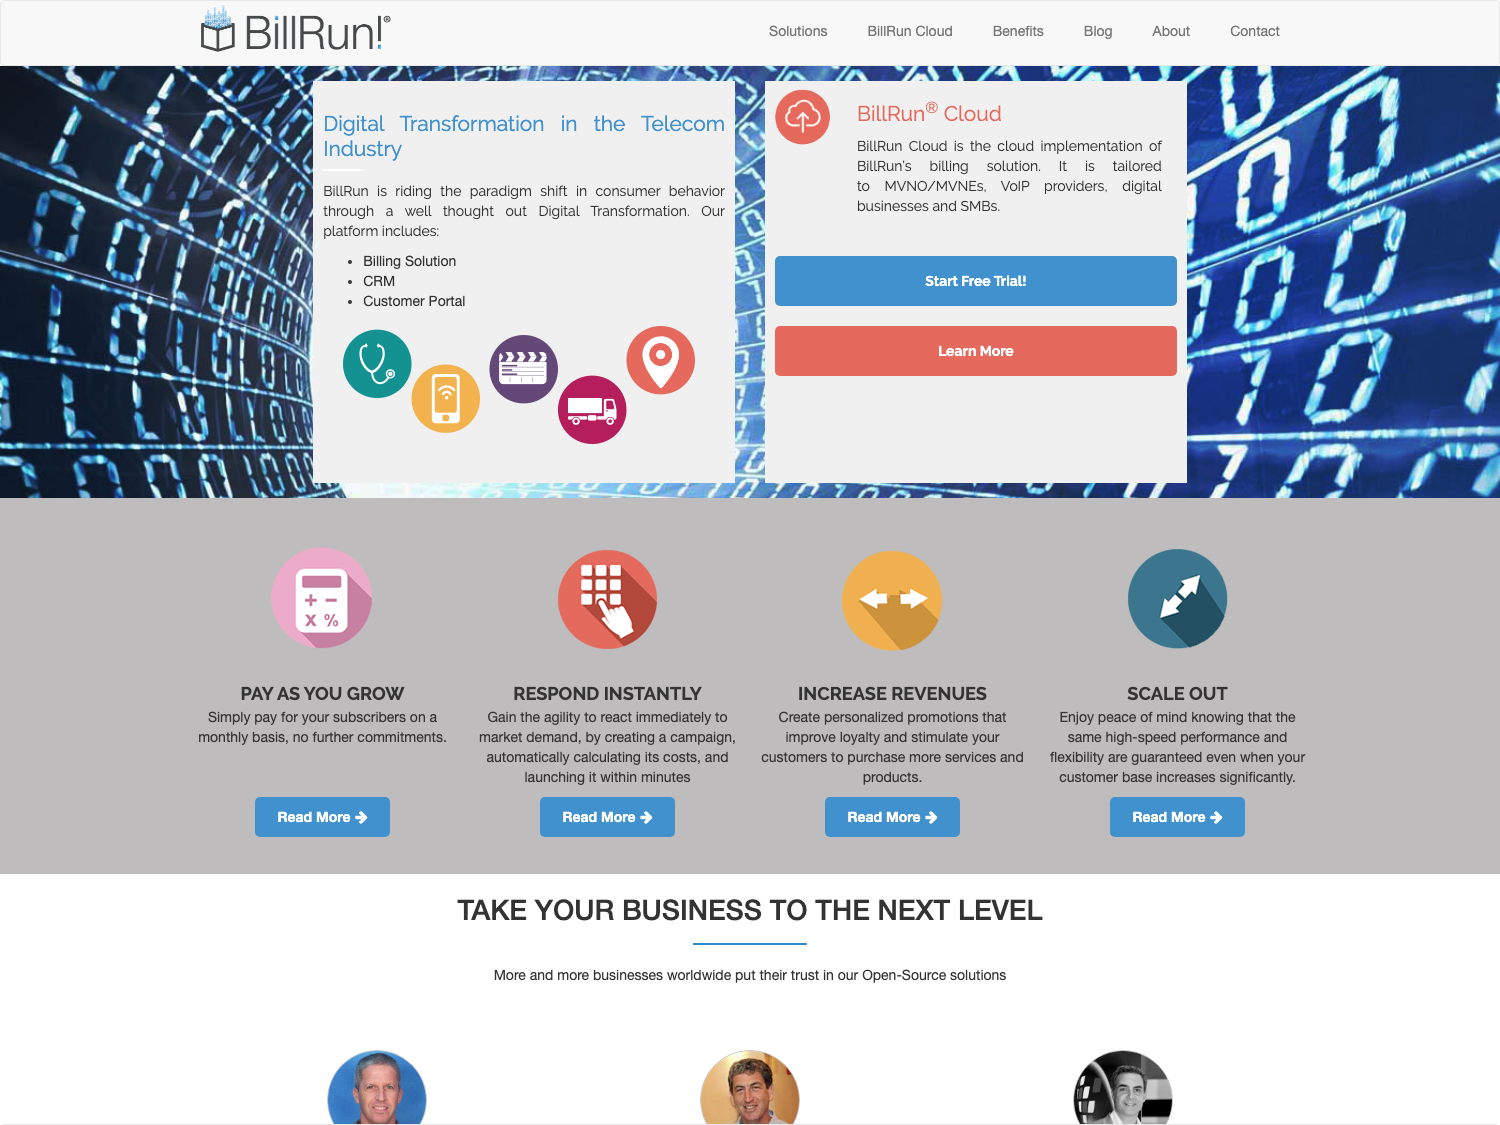 BillRun!®
Solutions
BillRun Cloud
Benefits
Blog
About
Contact
Digital Transformation in the Telecom
Industry
BillRun is riding the paradigm shift in consumer behavior
through a well thought out Digital Transformation. Our
platform includes:
• Billing Solution
• CRM
• Customer Portal
BillRun® Cloud
BillRun Cloud is the cloud implementation of
BillRun's billing solution. It is tailored
to MVNO/MVNEs, VoIP providers, digital
businesses and SMBs.
Start Free Trial!
Learn More
PAY AS YOU GROW
Simply pay for your subscribers on a
monthly basis, no further commitments.
Read More
RESPOND INSTANTLY
Gain the agility to react immediately to
market demand, by creating a campaign,
automatically calculating its costs, and
launching it within minutes
Read More
INCREASE REVENUES
Create personalized promotions that
improve loyalty and stimulate your
customers to purchase more services and
products.
Read More
SCALE OUT
Enjoy peace of mind knowing that the
same high-speed performance and
flexibility are guaranteed even when your
customer base increases significantly.
Read More
TAKE YOUR BUSINESS TO THE NEXT LEVEL
More and more businesses worldwide put their trust in our Open-Source solutions